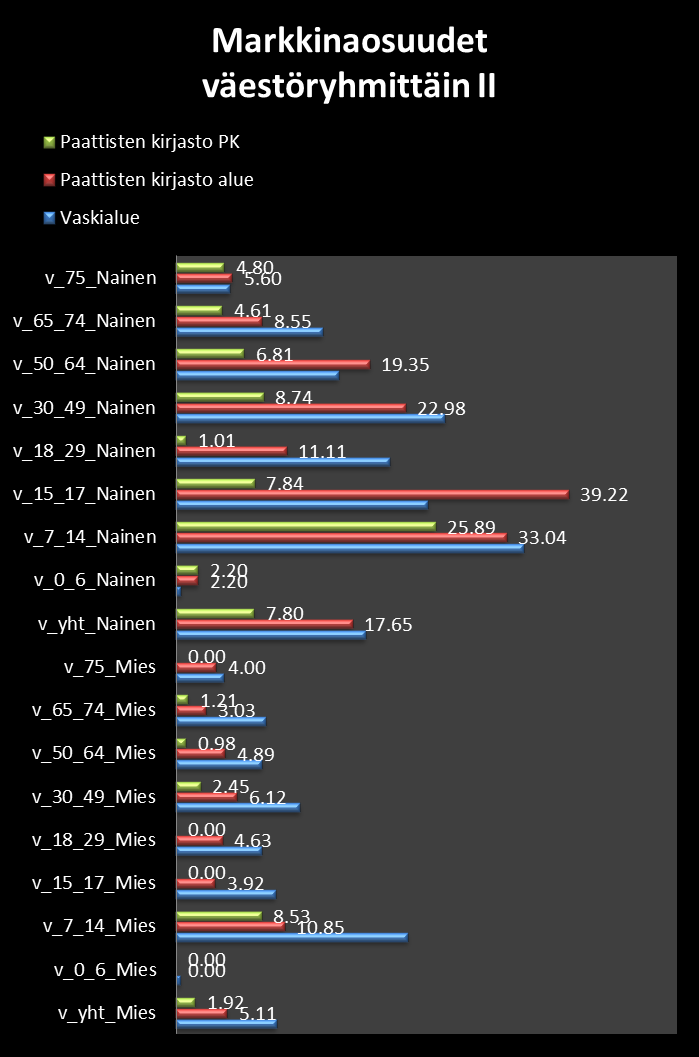 Markkinaosuudet
väestöryhmittäin II
Paattisten kirjasto PK
Paattisten kirjasto alue
Vaskialue
v_75_Nainen 4.80 5.60
v_65_74_Nainen 4.61 8.55
v_50_64_Nainen 6.81 19.35
v_30_49_Nainen 8.74 22.98
v_18_29_Nainen 1.01 11.11
v_15_17_Nainen 7.84 39.22
v_7_14_Nainen 25.89 33.04
v_0_6_Nainen 2.20 2.20
v_yht_Nainen 7.80 17.65
v_75_Mies 0.00 4.00
v_65_74_Mies 1.21 3.03
v_50_64_Mies 0.98 4.89
v_30_49_Mies 2.45 6.12
v_18_29_Mies 0.00 4.63
v_15_17_Mies 0.00 3.92
v_7_14_Mies 8.53 10.85
v_0_6_Mies 0.00 0.00
v_yht_Mies 1.92 5.11